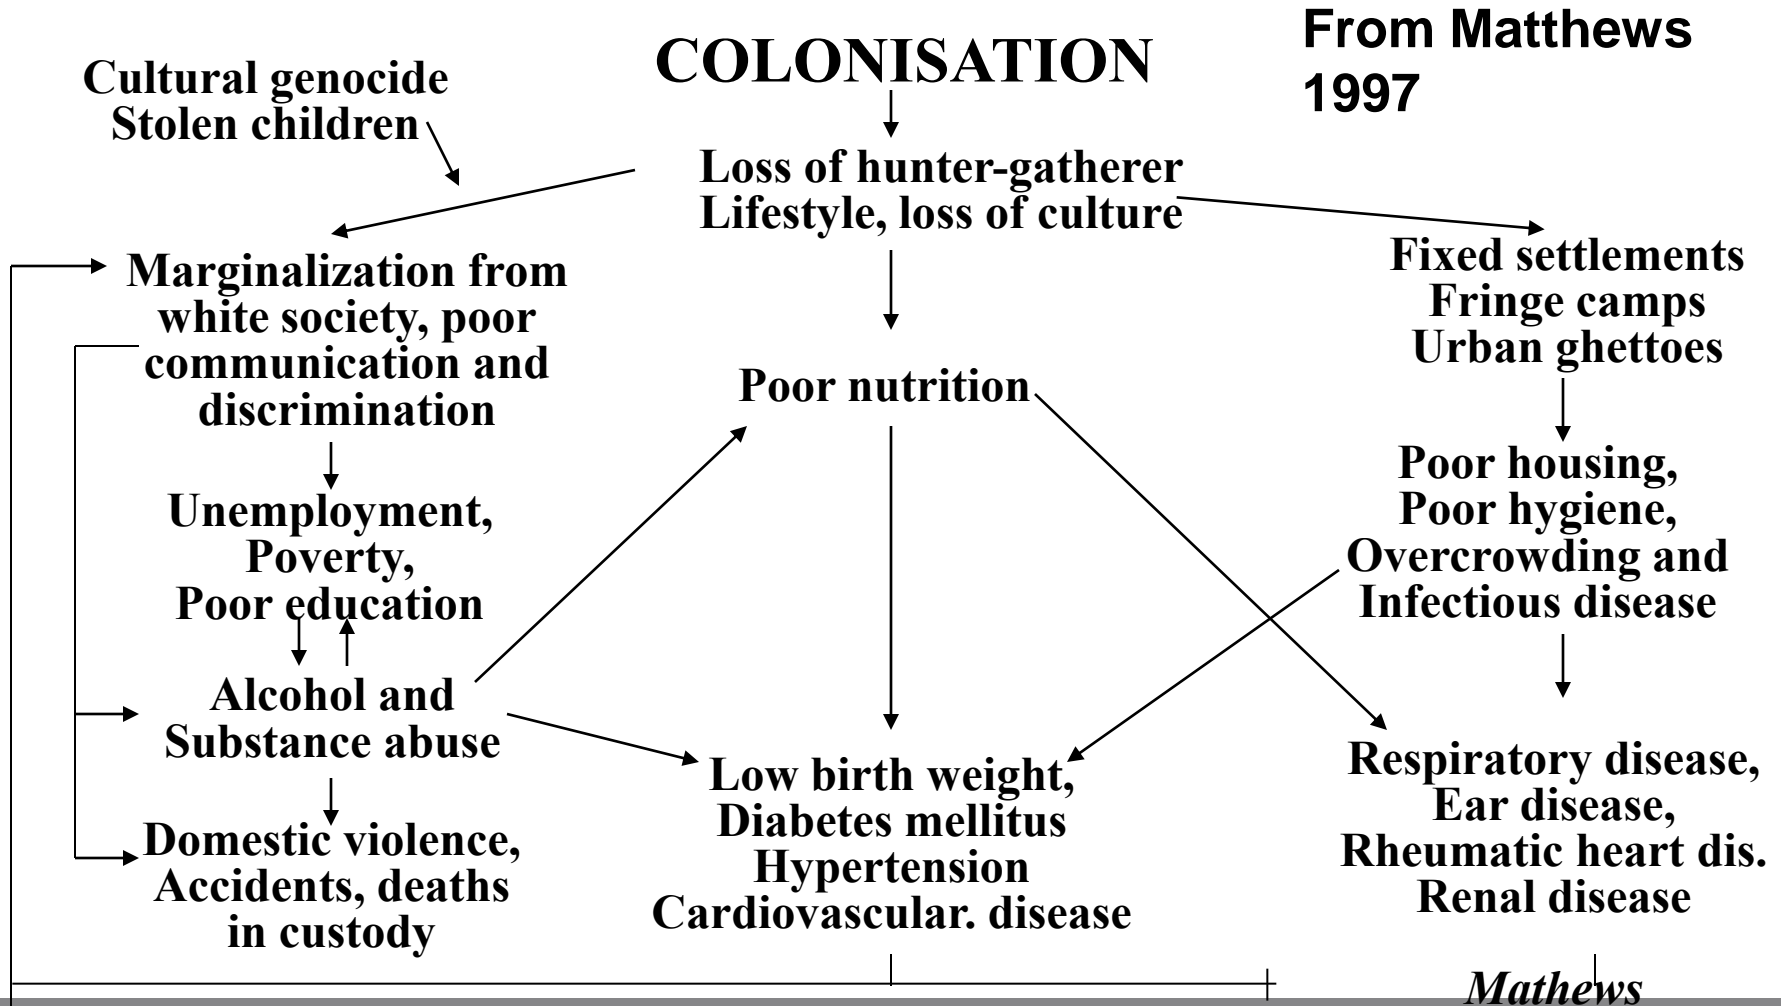 COLONISATION
From Matthews
1997
Cultural genocide
Stolen children
Loss of hunter-gatherer
Lifestyle, loss of culture
Marginalization from
white society, poor
communication and
discrimination
Fixed settlements
Fringe camps
Urban ghettoes
Poor nutrition
Unemployment,
Poverty,
Poor education
Poor housing,
Poor hygiene,
Overcrowding and
Infectious disease
Alcohol and
Substance abuse
Domestic violence,
Accidents, deaths
in custody
Low birth weight,
Diabetes mellitus
Hypertension
Cardiovascular. disease
Respiratory disease,
Ear disease,
Rheumatic heart dis.
Renal disease
Mathews